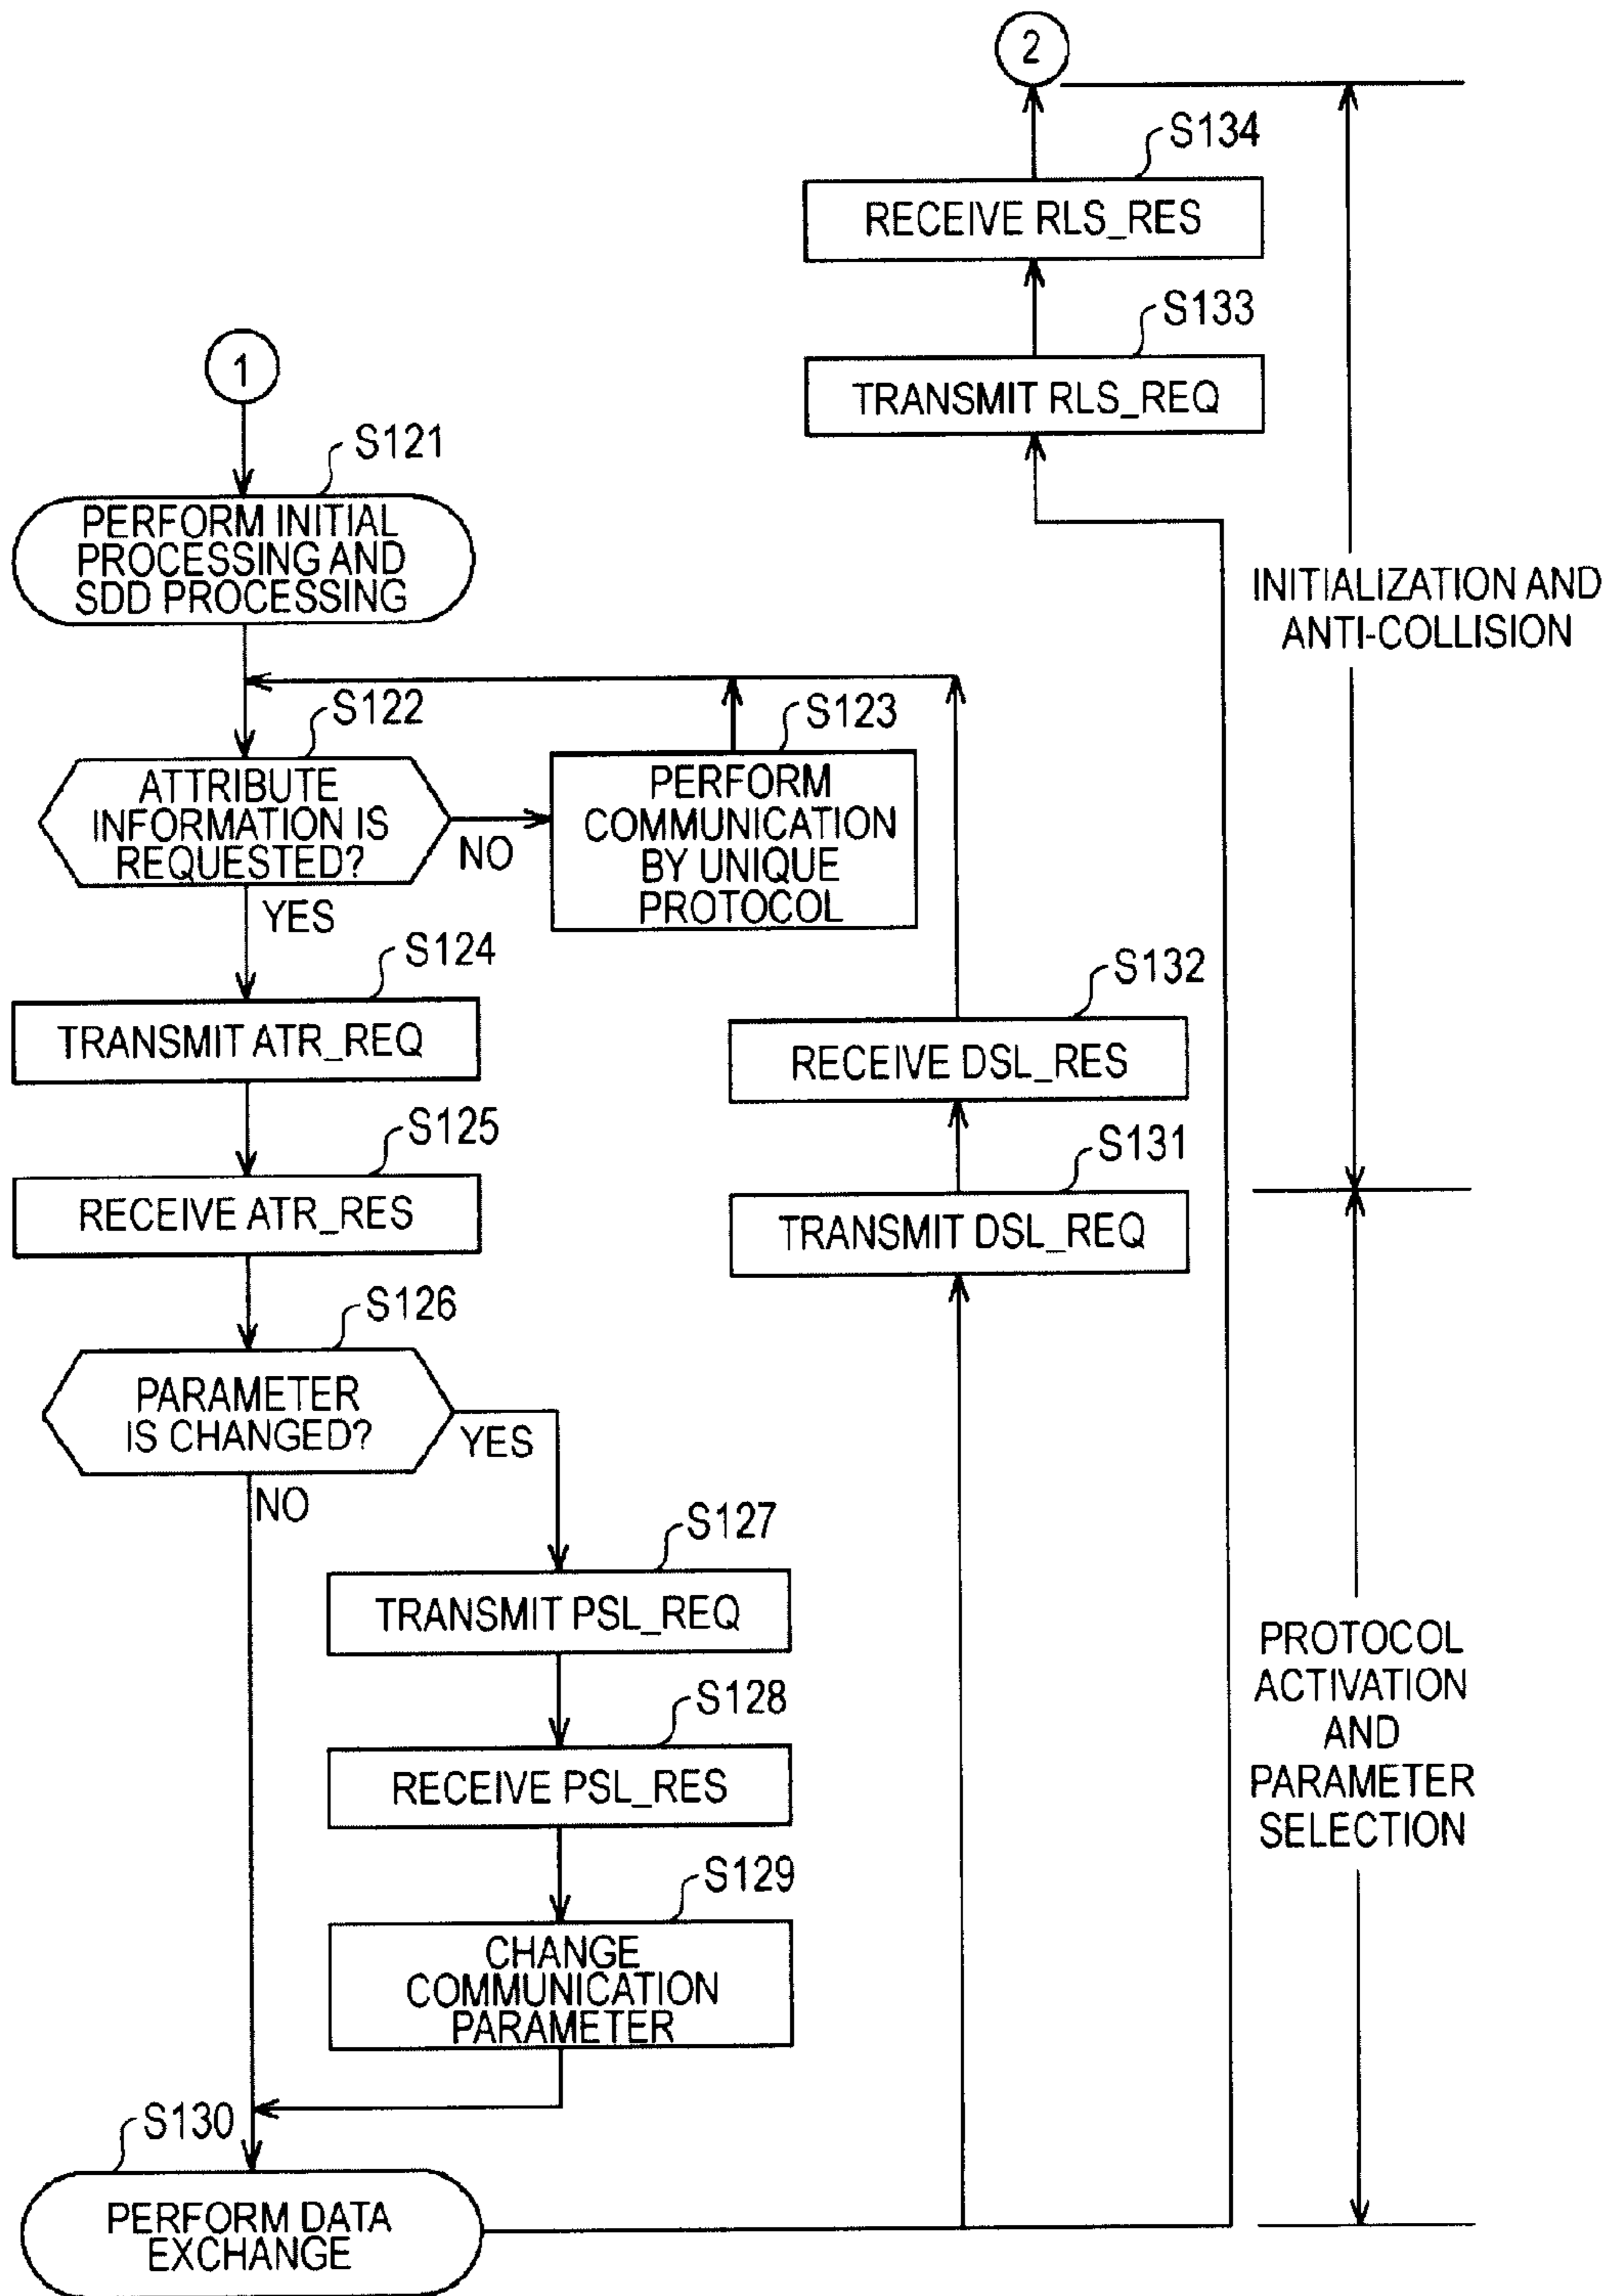 2
S134
RECEIVE RLS_RES
S133
TRANSMIT RLS_REQ
1
S121
PERFORM INITIAL
PROCESSING AND
SDD PROCESSING
INITIALIZATION AND
ANTI-COLLISION
S122
ATTRIBUTE
INFORMATION IS
REQUESTED?
NO
YES
S123
PERFORM
COMMUNICATION
BY UNIQUE
PROTOCOL
S124
TRANSMIT ATR_REQ
S132
RECEIVE DSL_RES
S125
RECEIVE ATR_RES
S131
TRANSMIT DSL_REQ
S126
PARAMETER
IS CHANGED?
YES
NO
S127
TRANSMIT PSL_REQ
S128
RECEIVE PSL_RES
S129
CHANGE
COMMUNICATION
PARAMETER
PROTOCOL
ACTIVATION
AND
PARAMETER
SELECTION
S130
PERFORM DATA
EXCHANGE